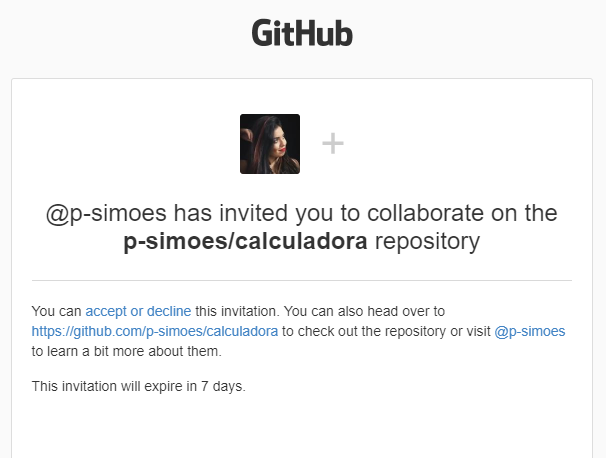 GitHub
@p-simoes has invited you to collaborate on the
p-simoes/calculadora repository
You can accept or decline this invitation. You can also head over to
https://github.com/p-simoes/calculadora to check out the repository or visit @p-simoes
to learn a bit more about them.
This invitation will expire in 7 days.